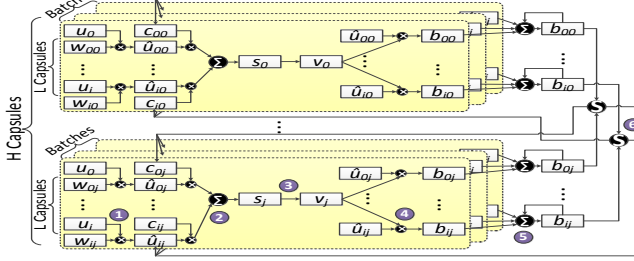 Batches
H Capsules
L Capsules
u₀ c₀₀ û₀₀ b₀₀ b₀₀
w₀₀ û₀₀ Σ s₀ v₀ Σ
... ... ... ... ...
uᵢ ûᵢ₀ ûᵢ₀ bᵢ₀ Σ bᵢ₀
wᵢ₀ cᵢ₀ S
... S 6
Batches
L Capsules
u₀ c₀ⱼ û₀ⱼ b₀ⱼ Σ b₀ⱼ
w₀ⱼ û₀ⱼ Σ sⱼ 3 vⱼ
... ... ... ... ...
1 2 4
uᵢ cᵢⱼ ûᵢⱼ bᵢⱼ Σ bᵢⱼ
wᵢⱼ ûᵢⱼ 5